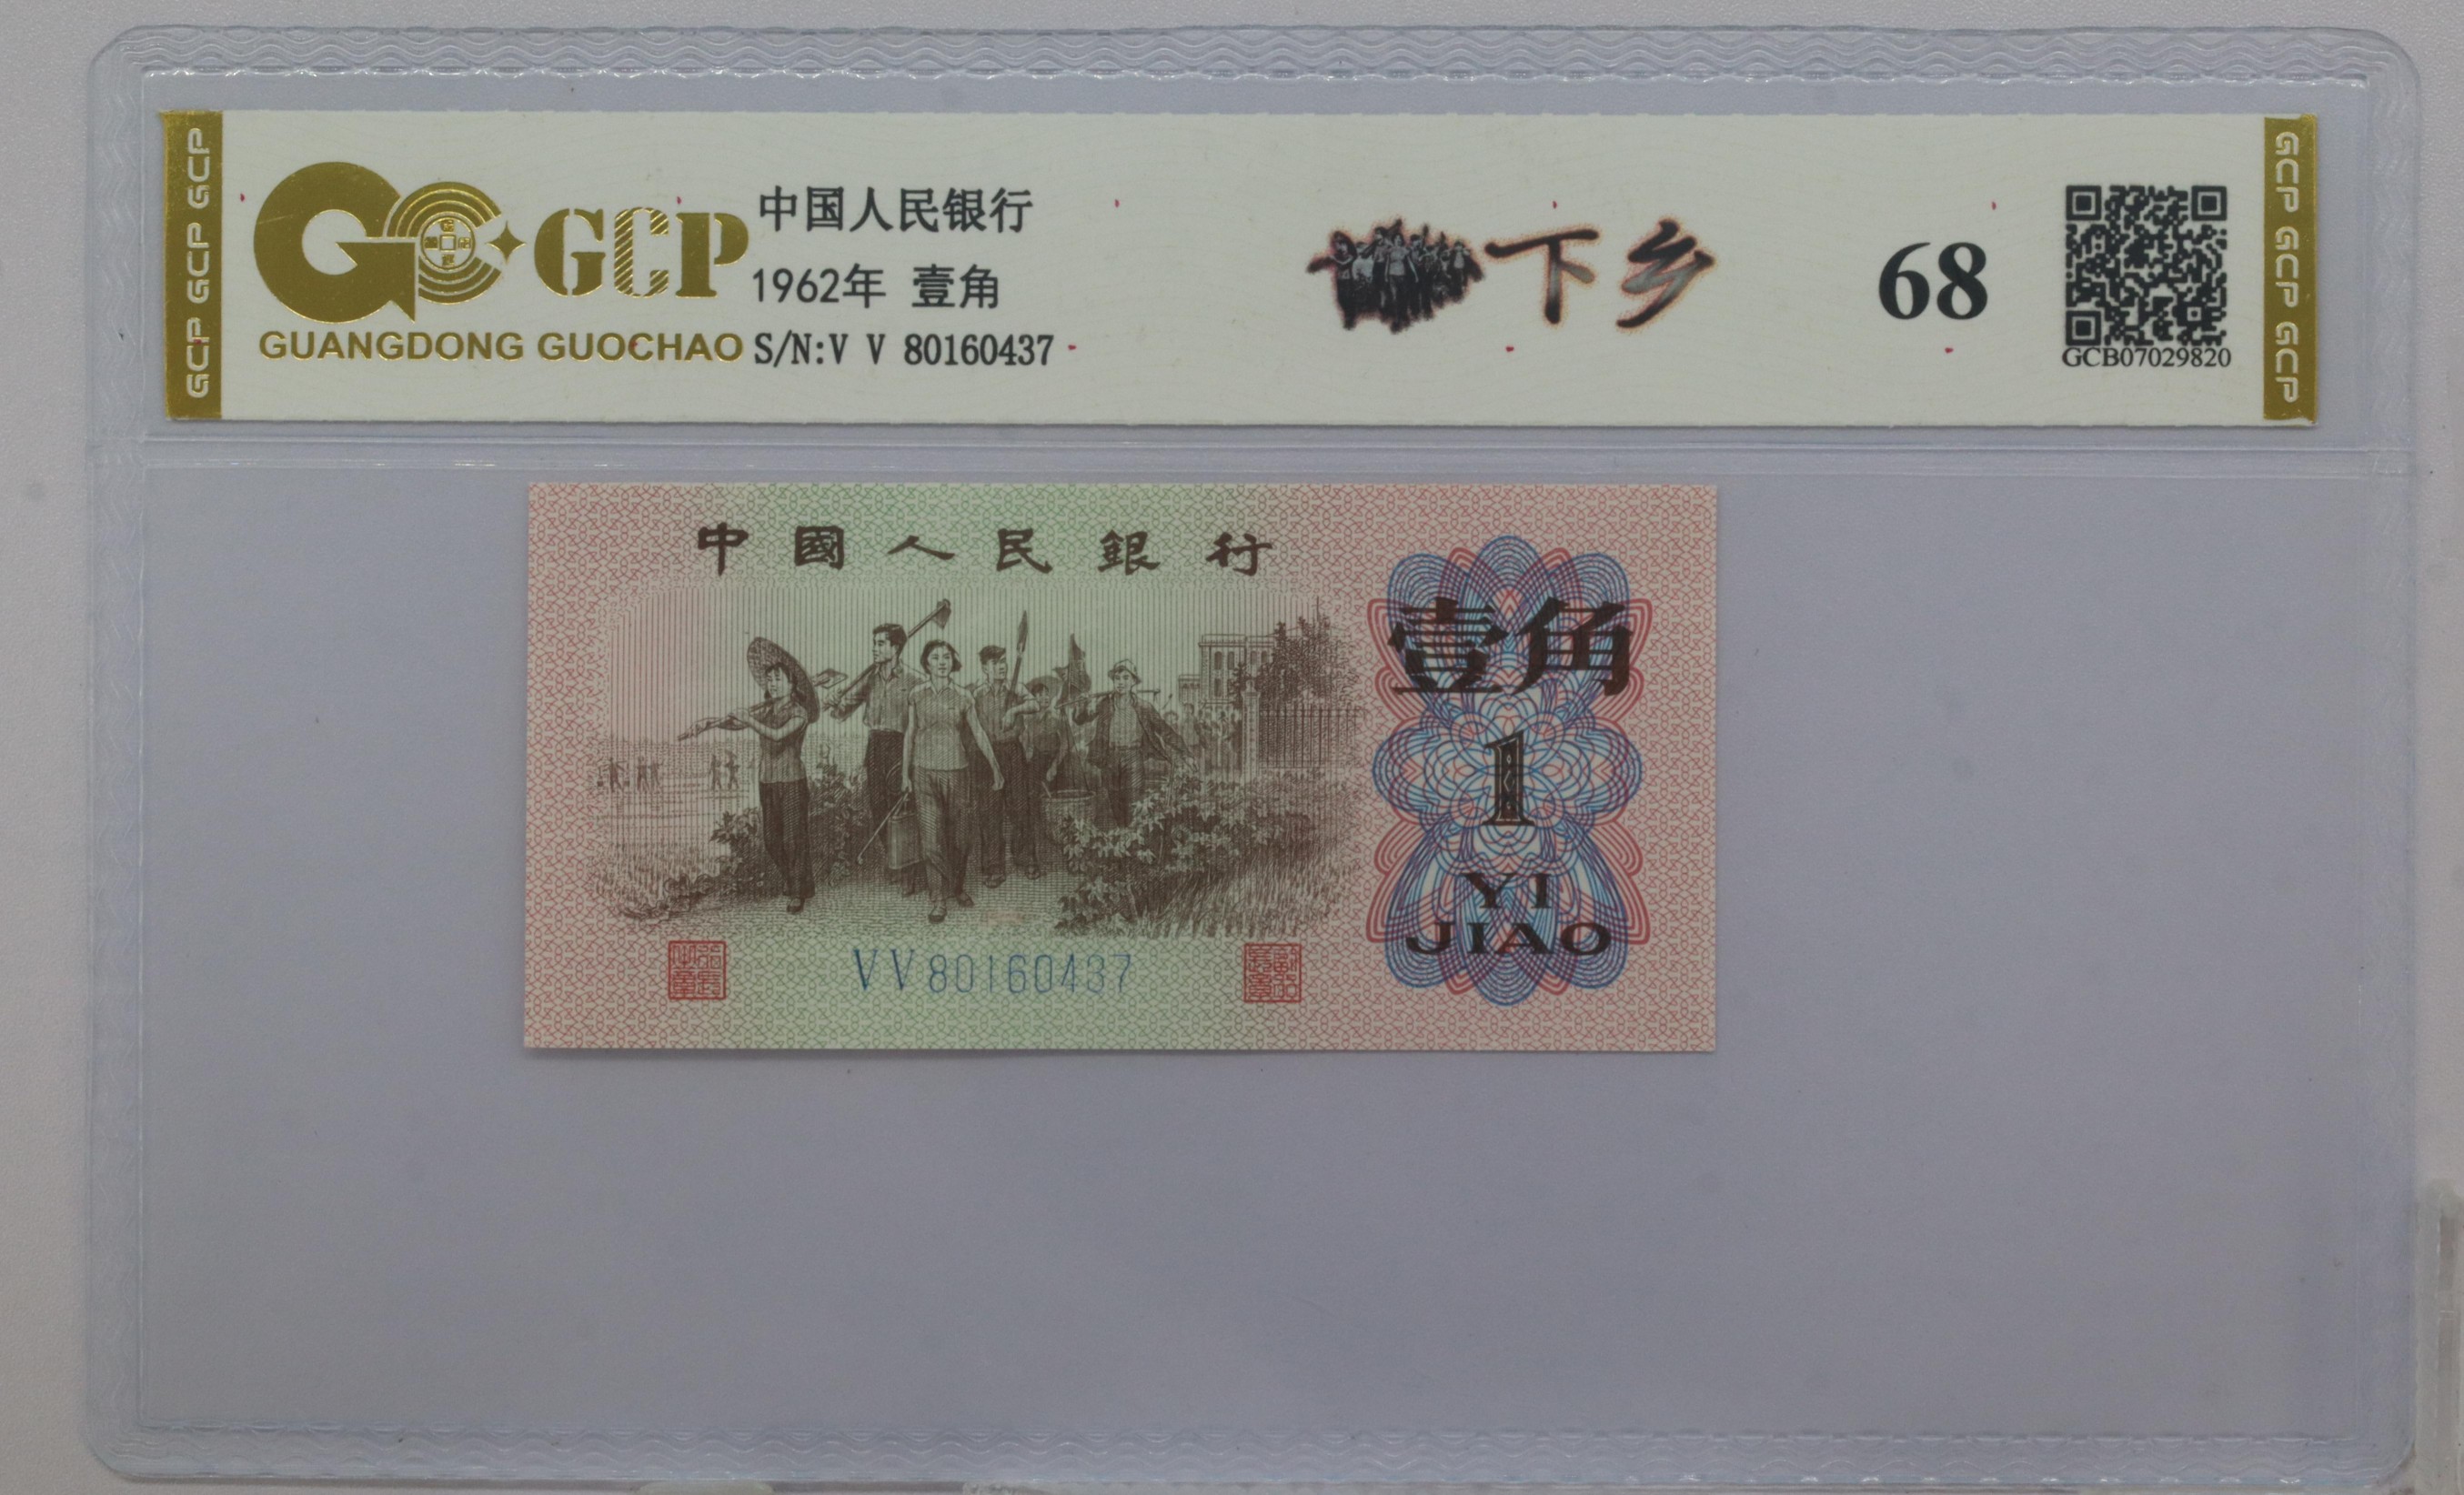 GCP GCP GCP
GCP
GUANGDONG GUOCHAO
中国人民银行
1962年 壹角
S/N:V V 80160437
下乡
68
GCB07029820
GCP GCP GCP
中國人民銀行
壹角
1
YI
JIAO
VV80160437